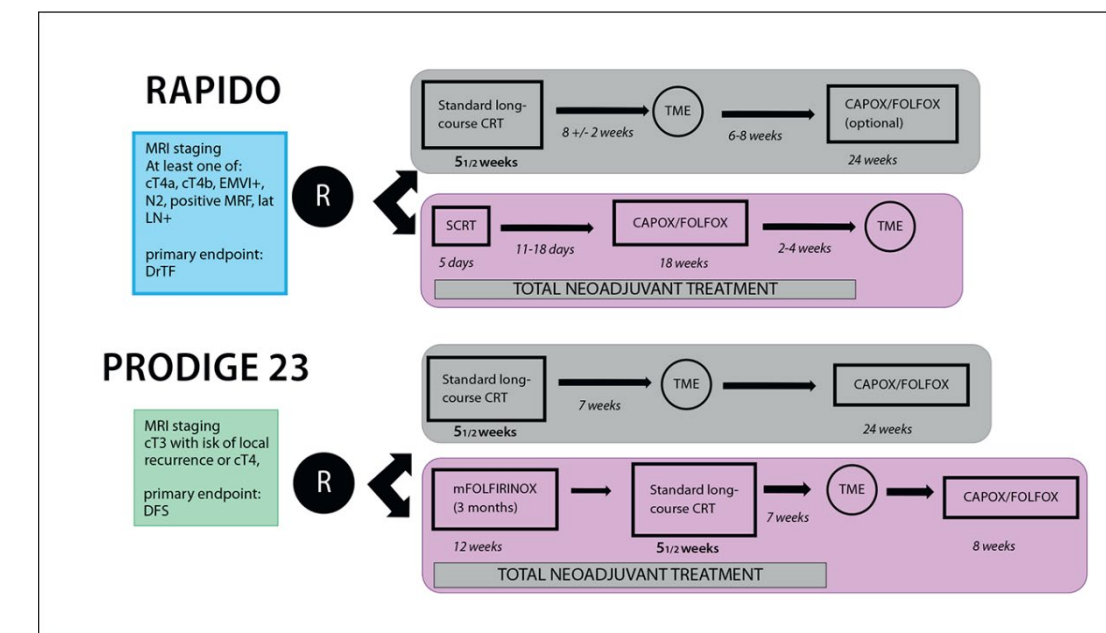 RAPIDO
MRI staging
At least one of:
cT4a, cT4b, EMVI+,
N2, positive MRF, lat
LN+
primary endpoint:
DrTF
R
Standard long-
course CRT
5 1/2 weeks
8 +/- 2 weeks
TME
6-8 weeks
CAPOX/FOLFOX
(optional)
24 weeks
SCRT
5 days
11-18 days
CAPOX/FOLFOX
18 weeks
2-4 weeks
TME
TOTAL NEOADJUVANT TREATMENT
PRODIGE 23
MRI staging
cT3 with isk of local
recurrence or cT4,
primary endpoint:
DFS
R
Standard long-
course CRT
5 1/2 weeks
7 weeks
TME
CAPOX/FOLFOX
24 weeks
mFOLFIRINOX
(3 months)
12 weeks
Standard long-
course CRT
5 1/2 weeks
7 weeks
TME
CAPOX/FOLFOX
8 weeks
TOTAL NEOADJUVANT TREATMENT